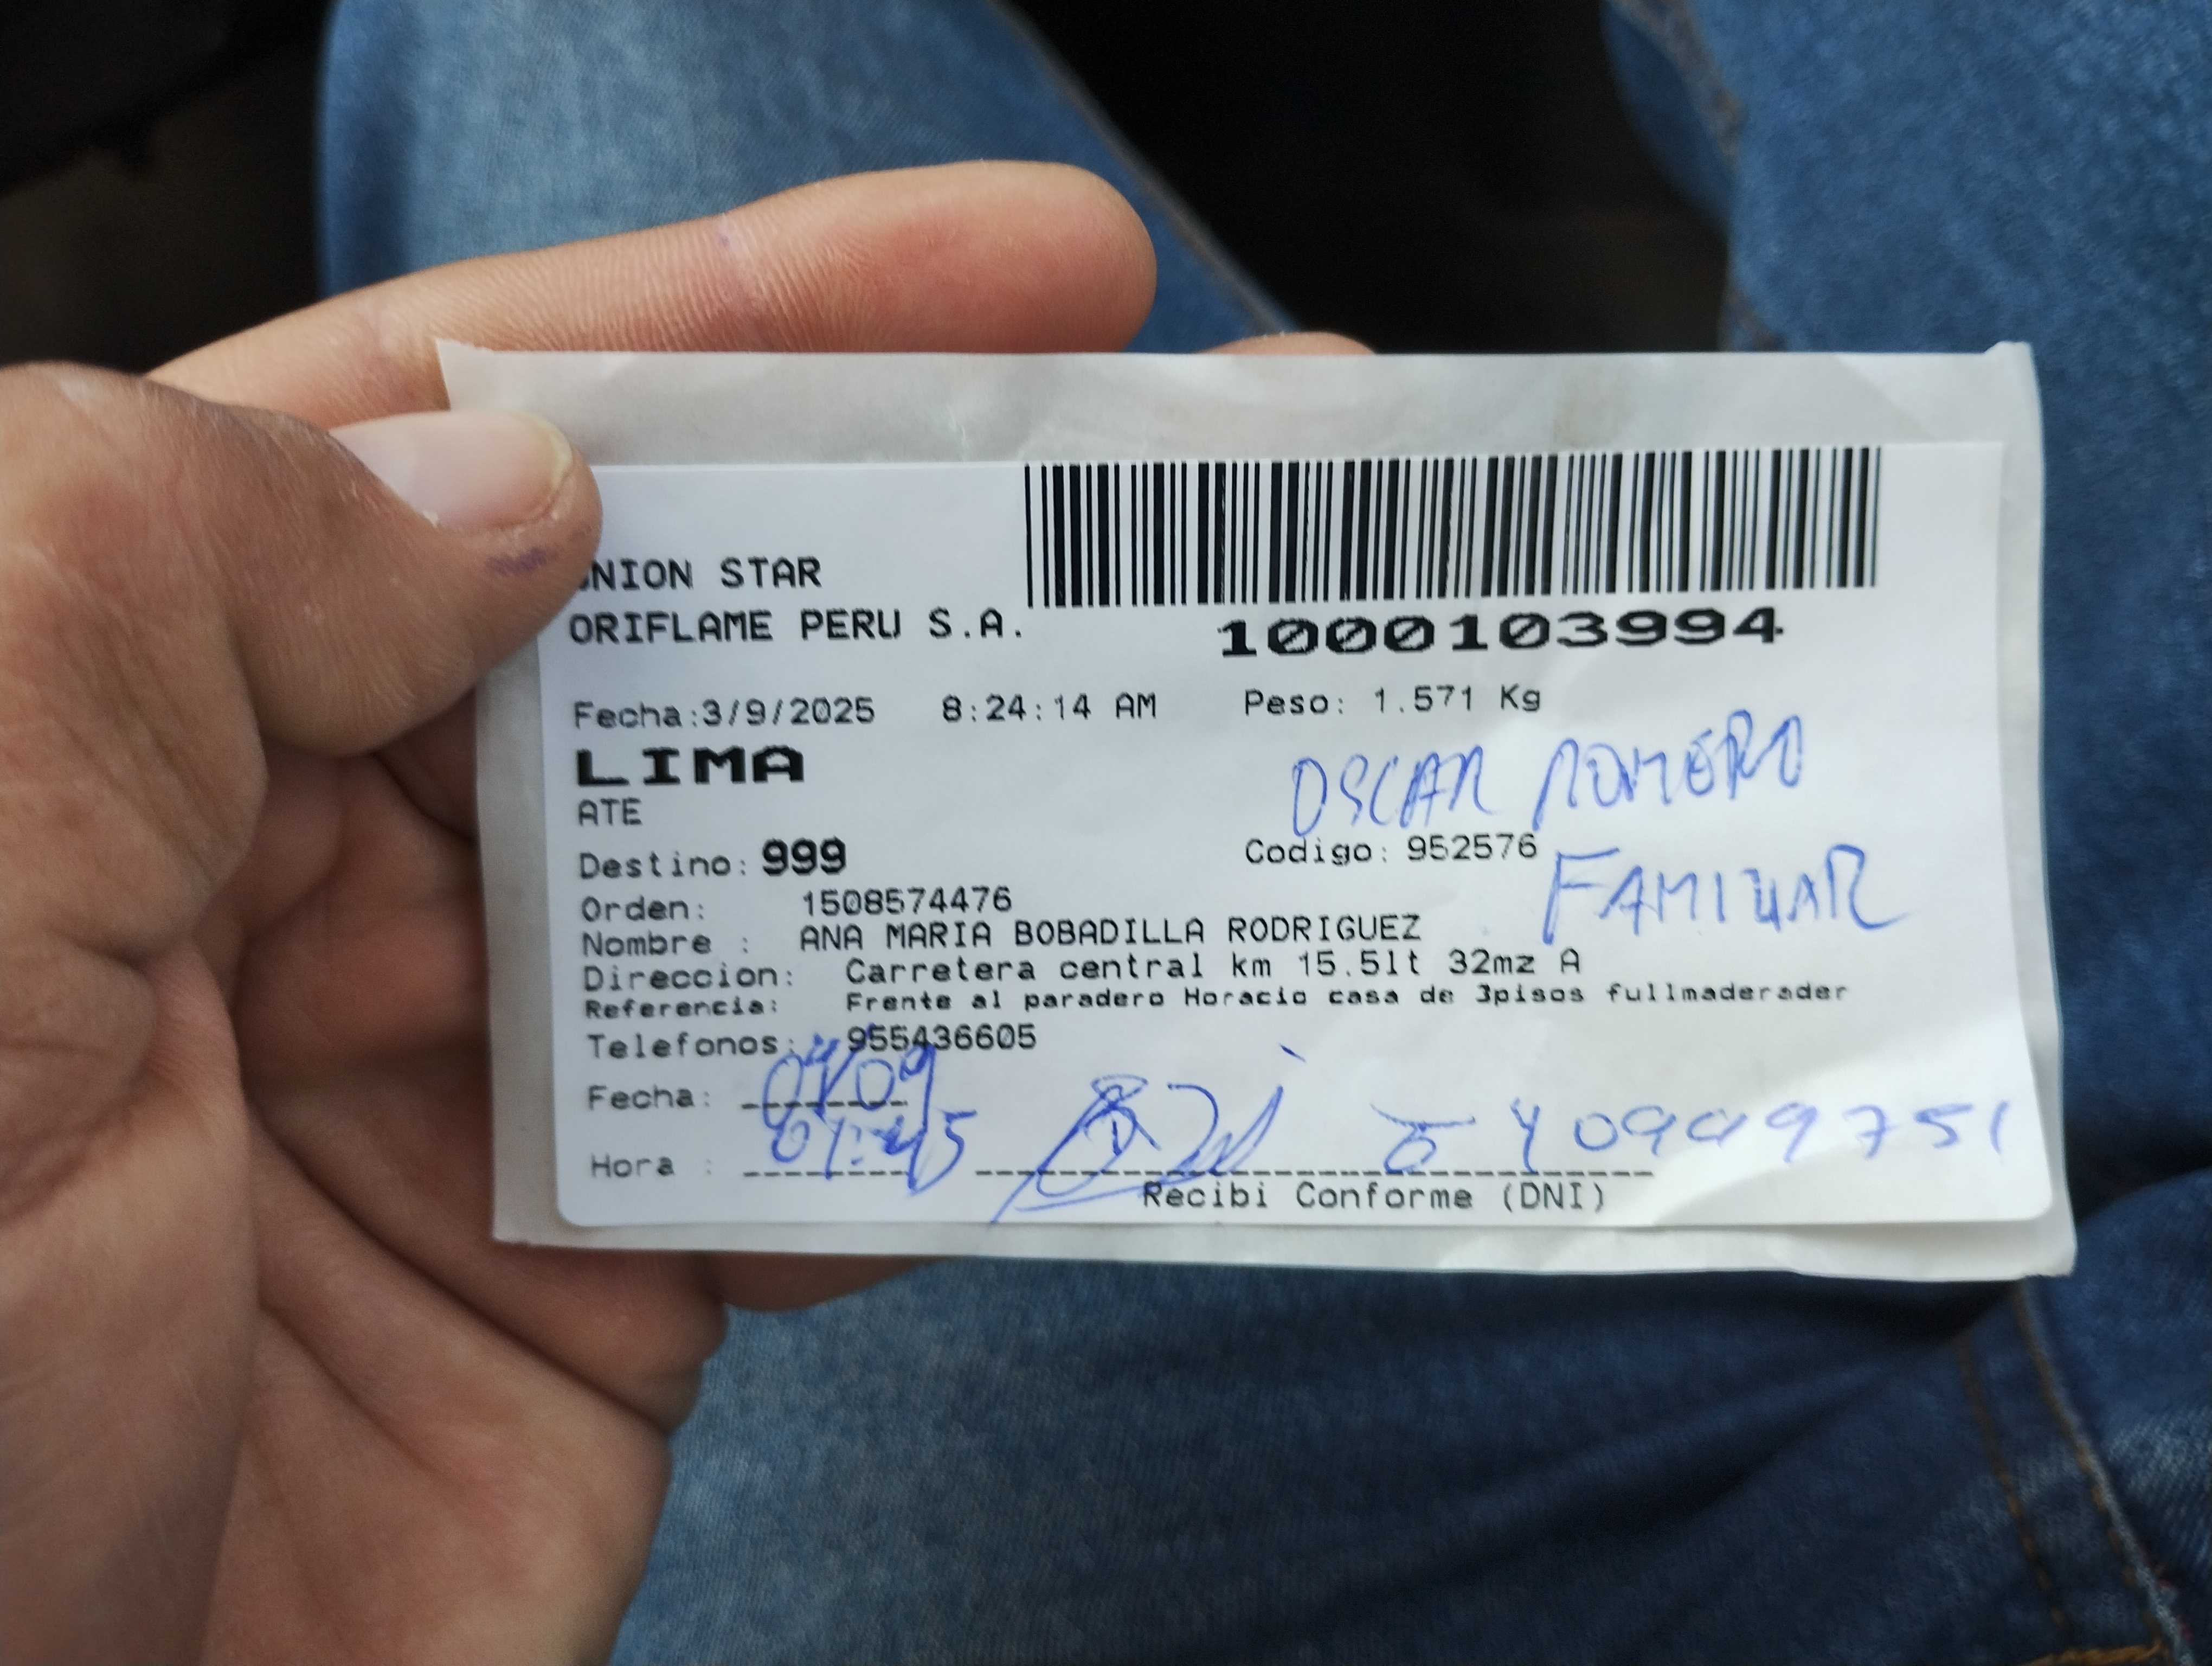 UNION STAR
ORIFLAME PERU S.A.
1000103994
Fecha:3/9/2025 8:24:14 AM Peso: 1.571 Kg
LIMA
OSCAR ROMERO
ATE
Destino: 999 Codigo: 952576
FAMILIAR
Orden: 1508574476
Nombre : ANA MARIA BOBADILLA RODRIGUEZ
Direccion: Carretera central km 15.5lt 32mz A
Referencia: Frente al paradero Horacio casa de 3pisos fullmaderader
Telefonos: 955436605
Fecha: 04/09
Hora :
Recibi Conforme (DNI)